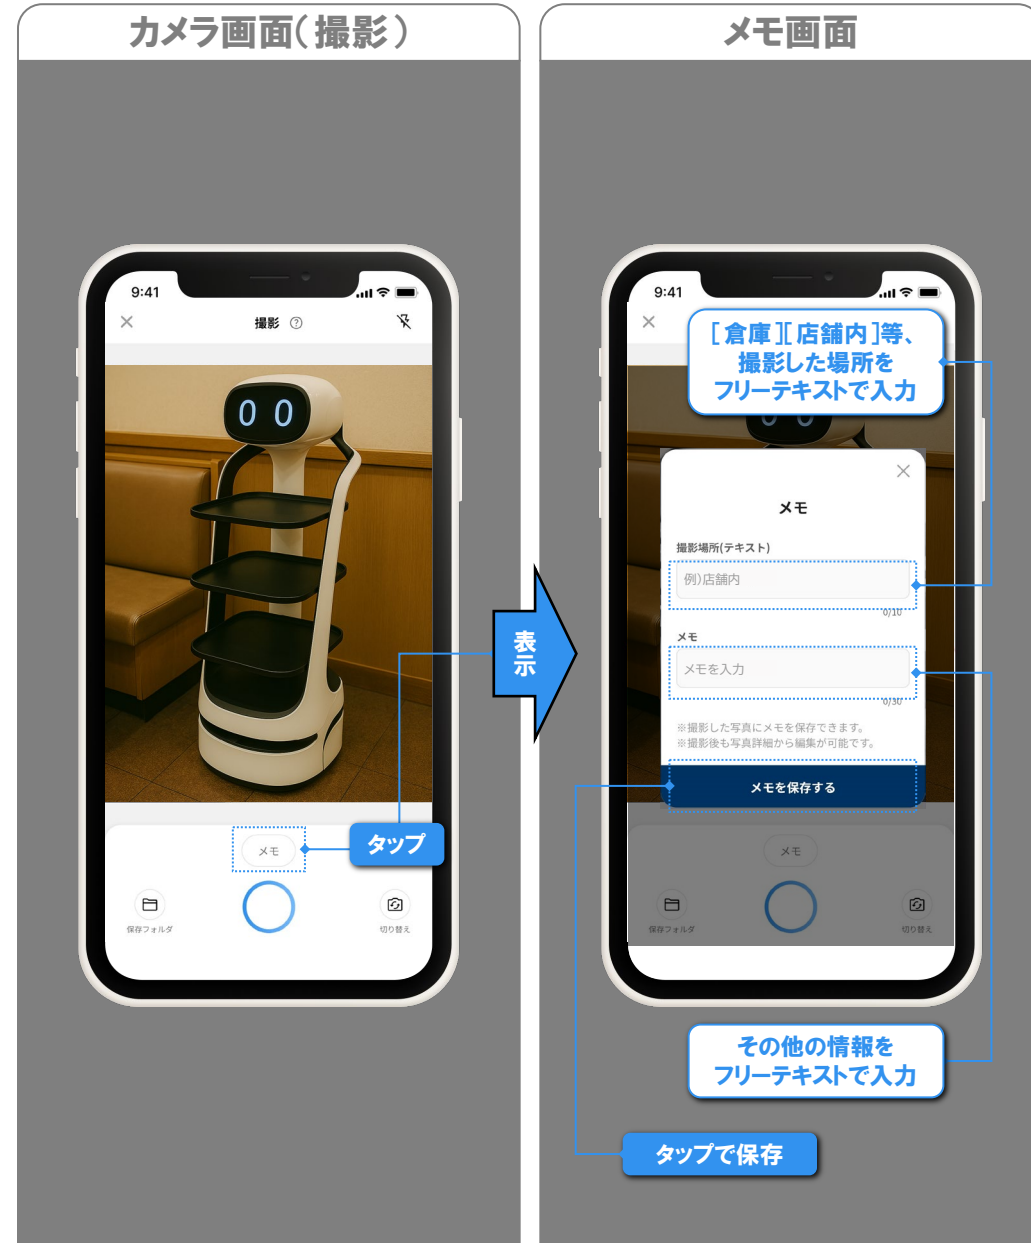 カメラ画面(撮影)
9:41
撮影 ?
00
メモ
タップ
保存フォルダ
切り替え
表示
メモ画面
9:41
[倉庫][店舗内]等、
撮影した場所を
フリーテキストで入力
00
メモ
撮影場所(テキスト)
例)店舗内
0/10
メモ
メモを入力
0/30
※撮影した写真にメモを保存できます。
※撮影後も写真詳細から編集が可能です。
メモを保存する
メモ
保存フォルダ
切り替え
その他の情報を
フリーテキストで入力
タップで保存